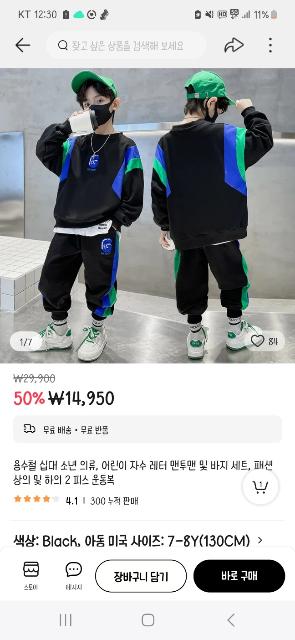 KT 12:30
11%
찾고 싶은 상품을 검색해 보세요
1/7
84
₩29,900
50% ₩14,950
무료 배송 • 무료 반품
용수철 십대 소년 의류, 어린이 자수 레터 맨투맨 및 바지 세트, 패션
상의 및 하의 2 피스 운동복
4.1 | 300 누적 판매
1
색상: Black, 아동 미국 사이즈: 7-8Y(130CM) >
스토어
메시지
장바구니 담기
바로 구매